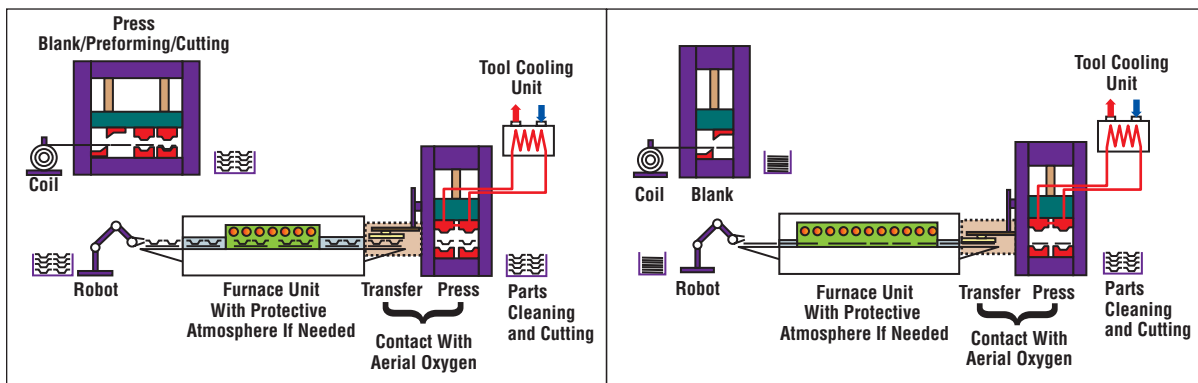 Press
Blank/Preforming/Cutting
Tool Cooling
Unit
Coil
Robot
Furnace Unit
With Protective
Atmosphere If Needed
Transfer
Press
Parts
Cleaning
and Cutting
Contact With
Aerial Oxygen
Tool Cooling
Unit
Coil
Blank
Robot
Furnace Unit
With Protective
Atmosphere If Needed
Transfer
Press
Parts
Cleaning
and Cutting
Contact With
Aerial Oxygen